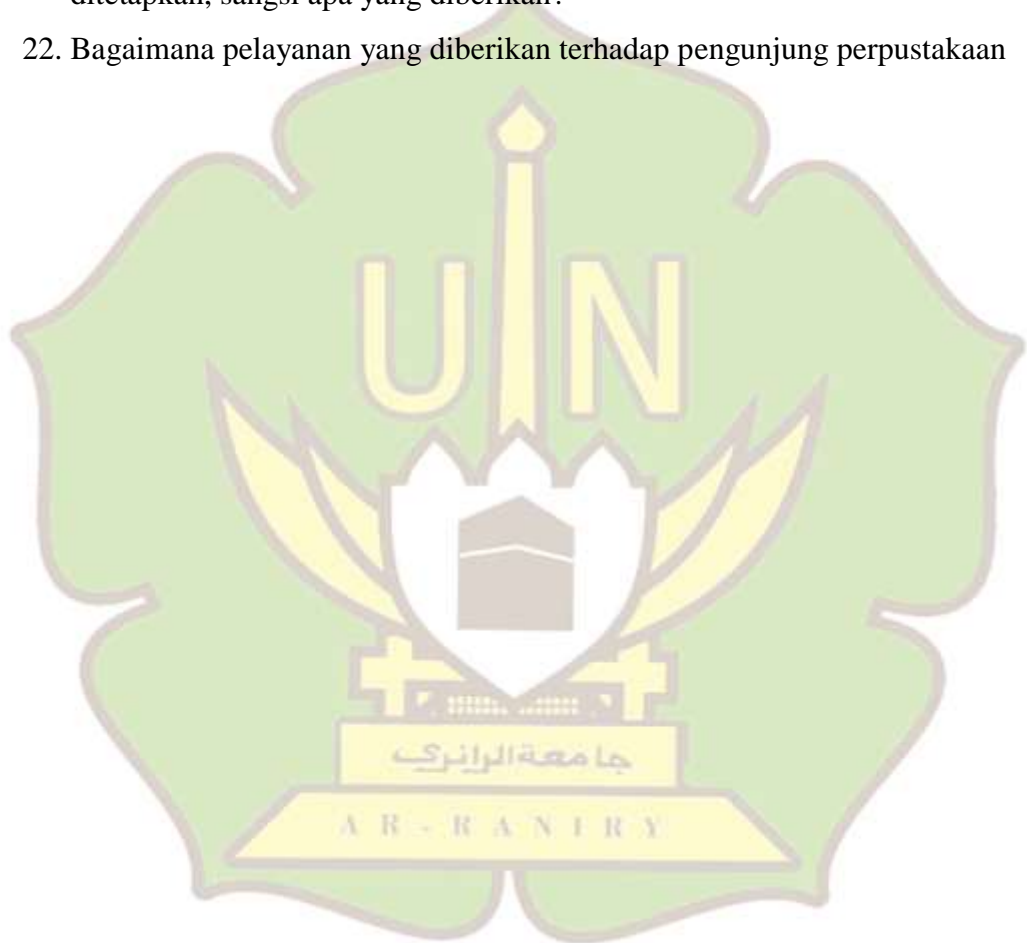 ditetapkan, sangsi apa yang diberikan?
22. Bagaimana pelayanan yang diberikan terhadap pengunjung perpustakaan
UIN
جامعة الرانري
AR-RANIRY